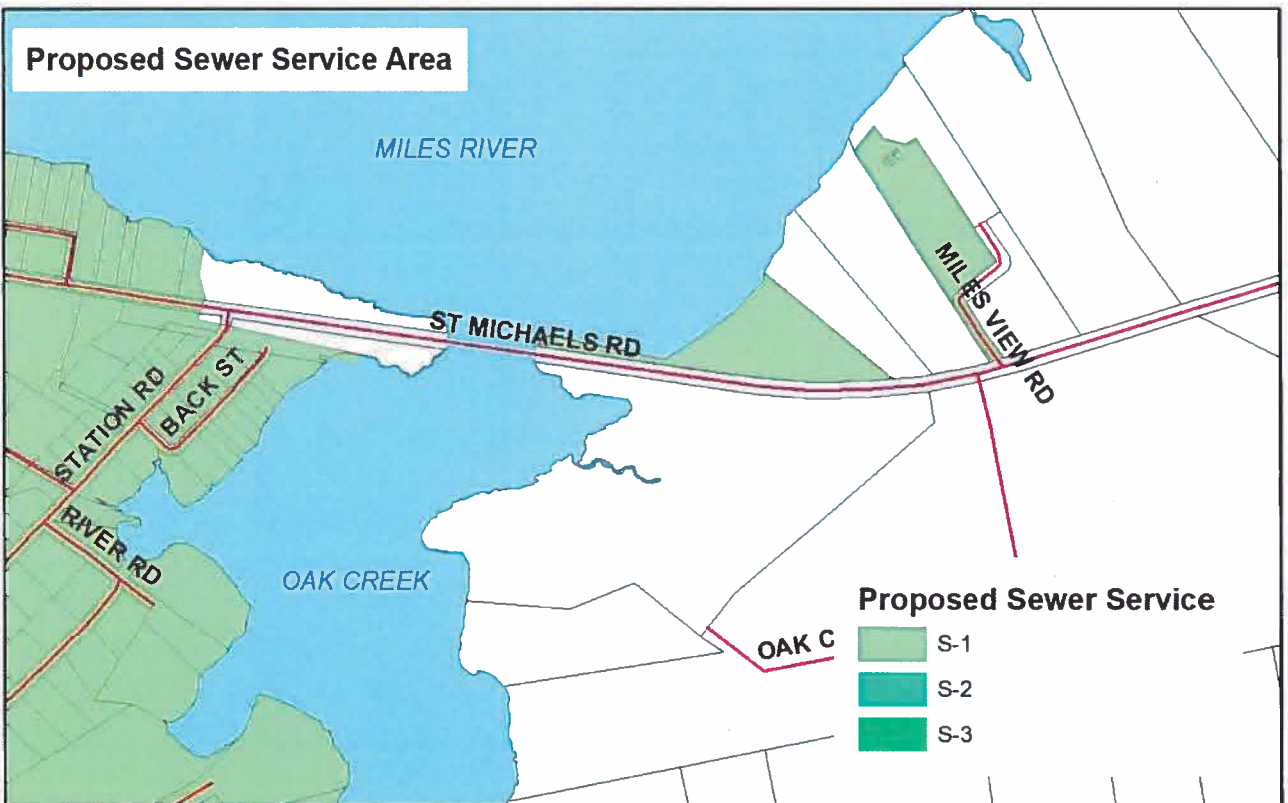 Proposed Sewer Service Area
MILES RIVER
MILES VIEW RD
ST MICHAELS RD
STATION RD
BACK ST
RIVER RD
OAK CREEK
OAK C
Proposed Sewer Service
S-1
S-2
S-3